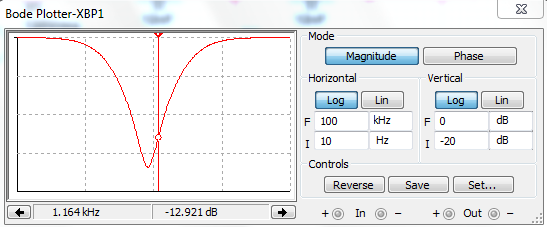 Bode Plotter-XBP1
Mode
Magnitude Phase
Horizontal Vertical
Log Lin Log Lin
F 100 kHz F 0 dB
I 10 Hz I -20 dB
Controls
Reverse Save Set...
1.164 kHz -12.921 dB
+ In − + Out −